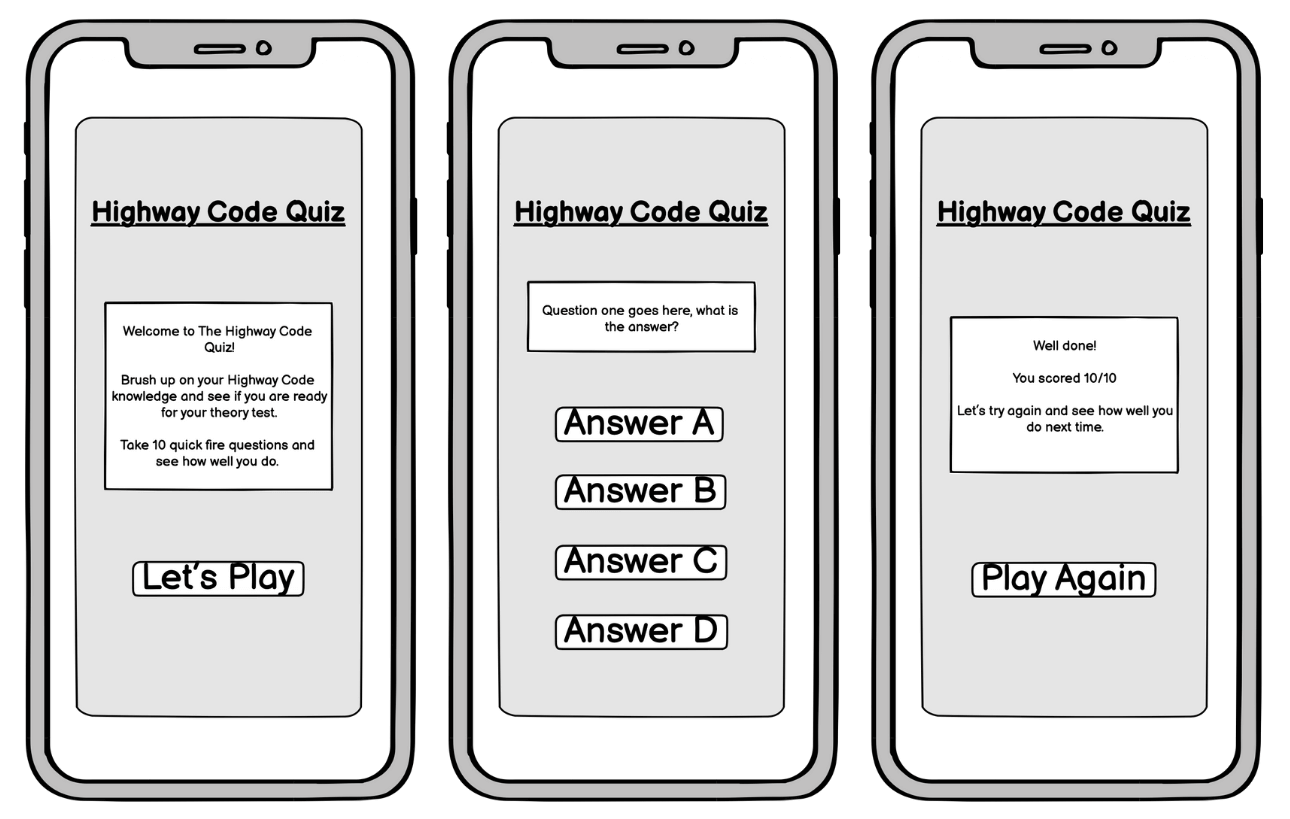 Highway Code Quiz
Welcome to The Highway Code
Quiz!
Brush up on your Highway Code
knowledge and see if you are ready
for your theory test.
Take 10 quick fire questions and
see how well you do.
Let's Play
Highway Code Quiz
Question one goes here, what is
the answer?
Answer A
Answer B
Answer C
Answer D
Highway Code Quiz
Well done!
You scored 10/10
Let's try again and see how well you
do next time.
Play Again